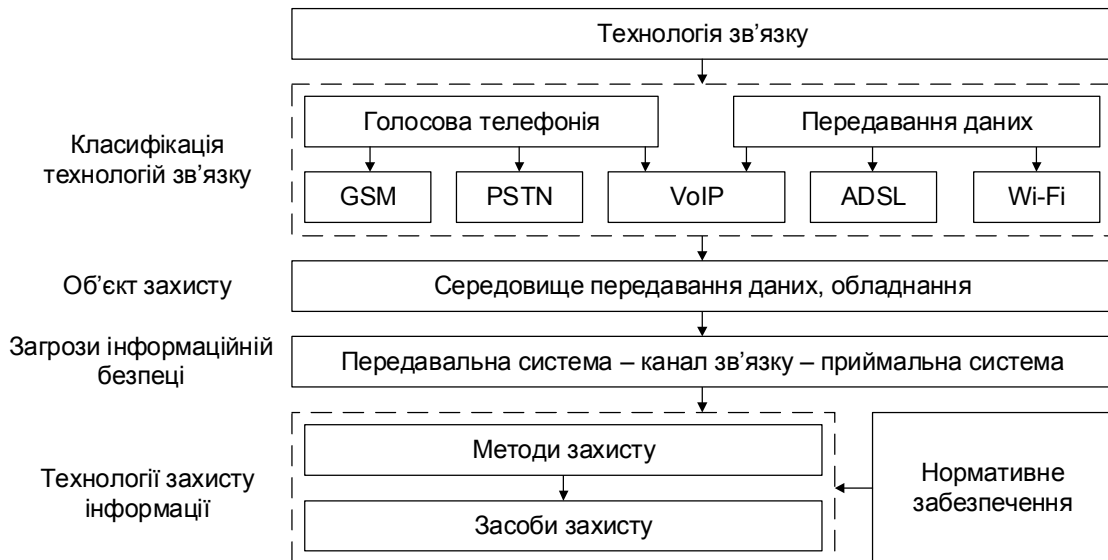 Технологія зв’язку
Класифікація
технологій зв’язку
Голосова телефонія
Передавання даних
GSM
PSTN
VoIP
ADSL
Wi-Fi
Об’єкт захисту
Середовище передавання даних, обладнання
Загрози інформаційній
безпеці
Передавальна система – канал зв’язку – приймальна система
Технології захисту
інформації
Методи захисту
Засоби захисту
Нормативне
забезпечення